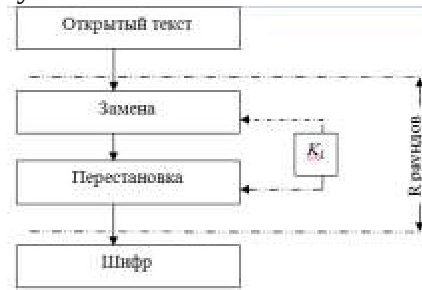 Открытый текст
Замена
K1
R раундов
Перестановка
Шифр